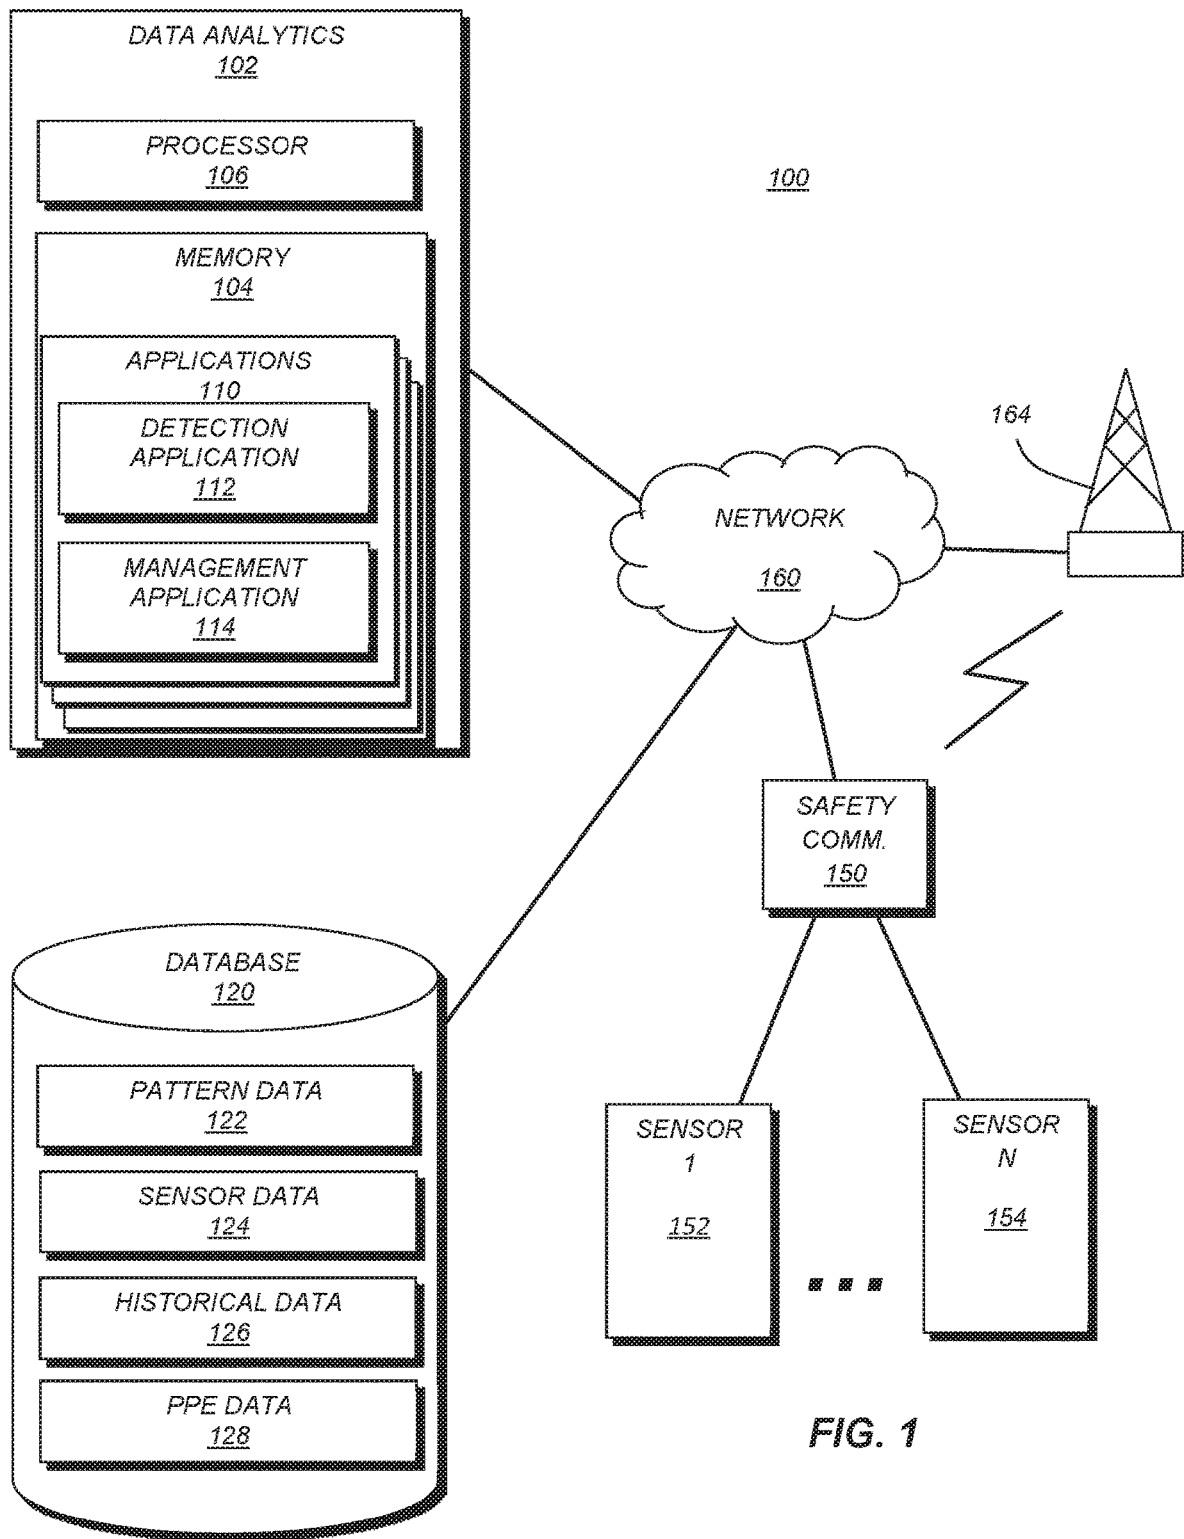 DATA ANALYTICS
102
PROCESSOR
106
MEMORY
104
APPLICATIONS
110
DETECTION
APPLICATION
112
MANAGEMENT
APPLICATION
114
100
164
NETWORK
160
SAFETY
COMM.
150
DATABASE
120
PATTERN DATA
122
SENSOR DATA
124
HISTORICAL DATA
126
PPE DATA
128
SENSOR
1
152
...
SENSOR
N
154
FIG. 1